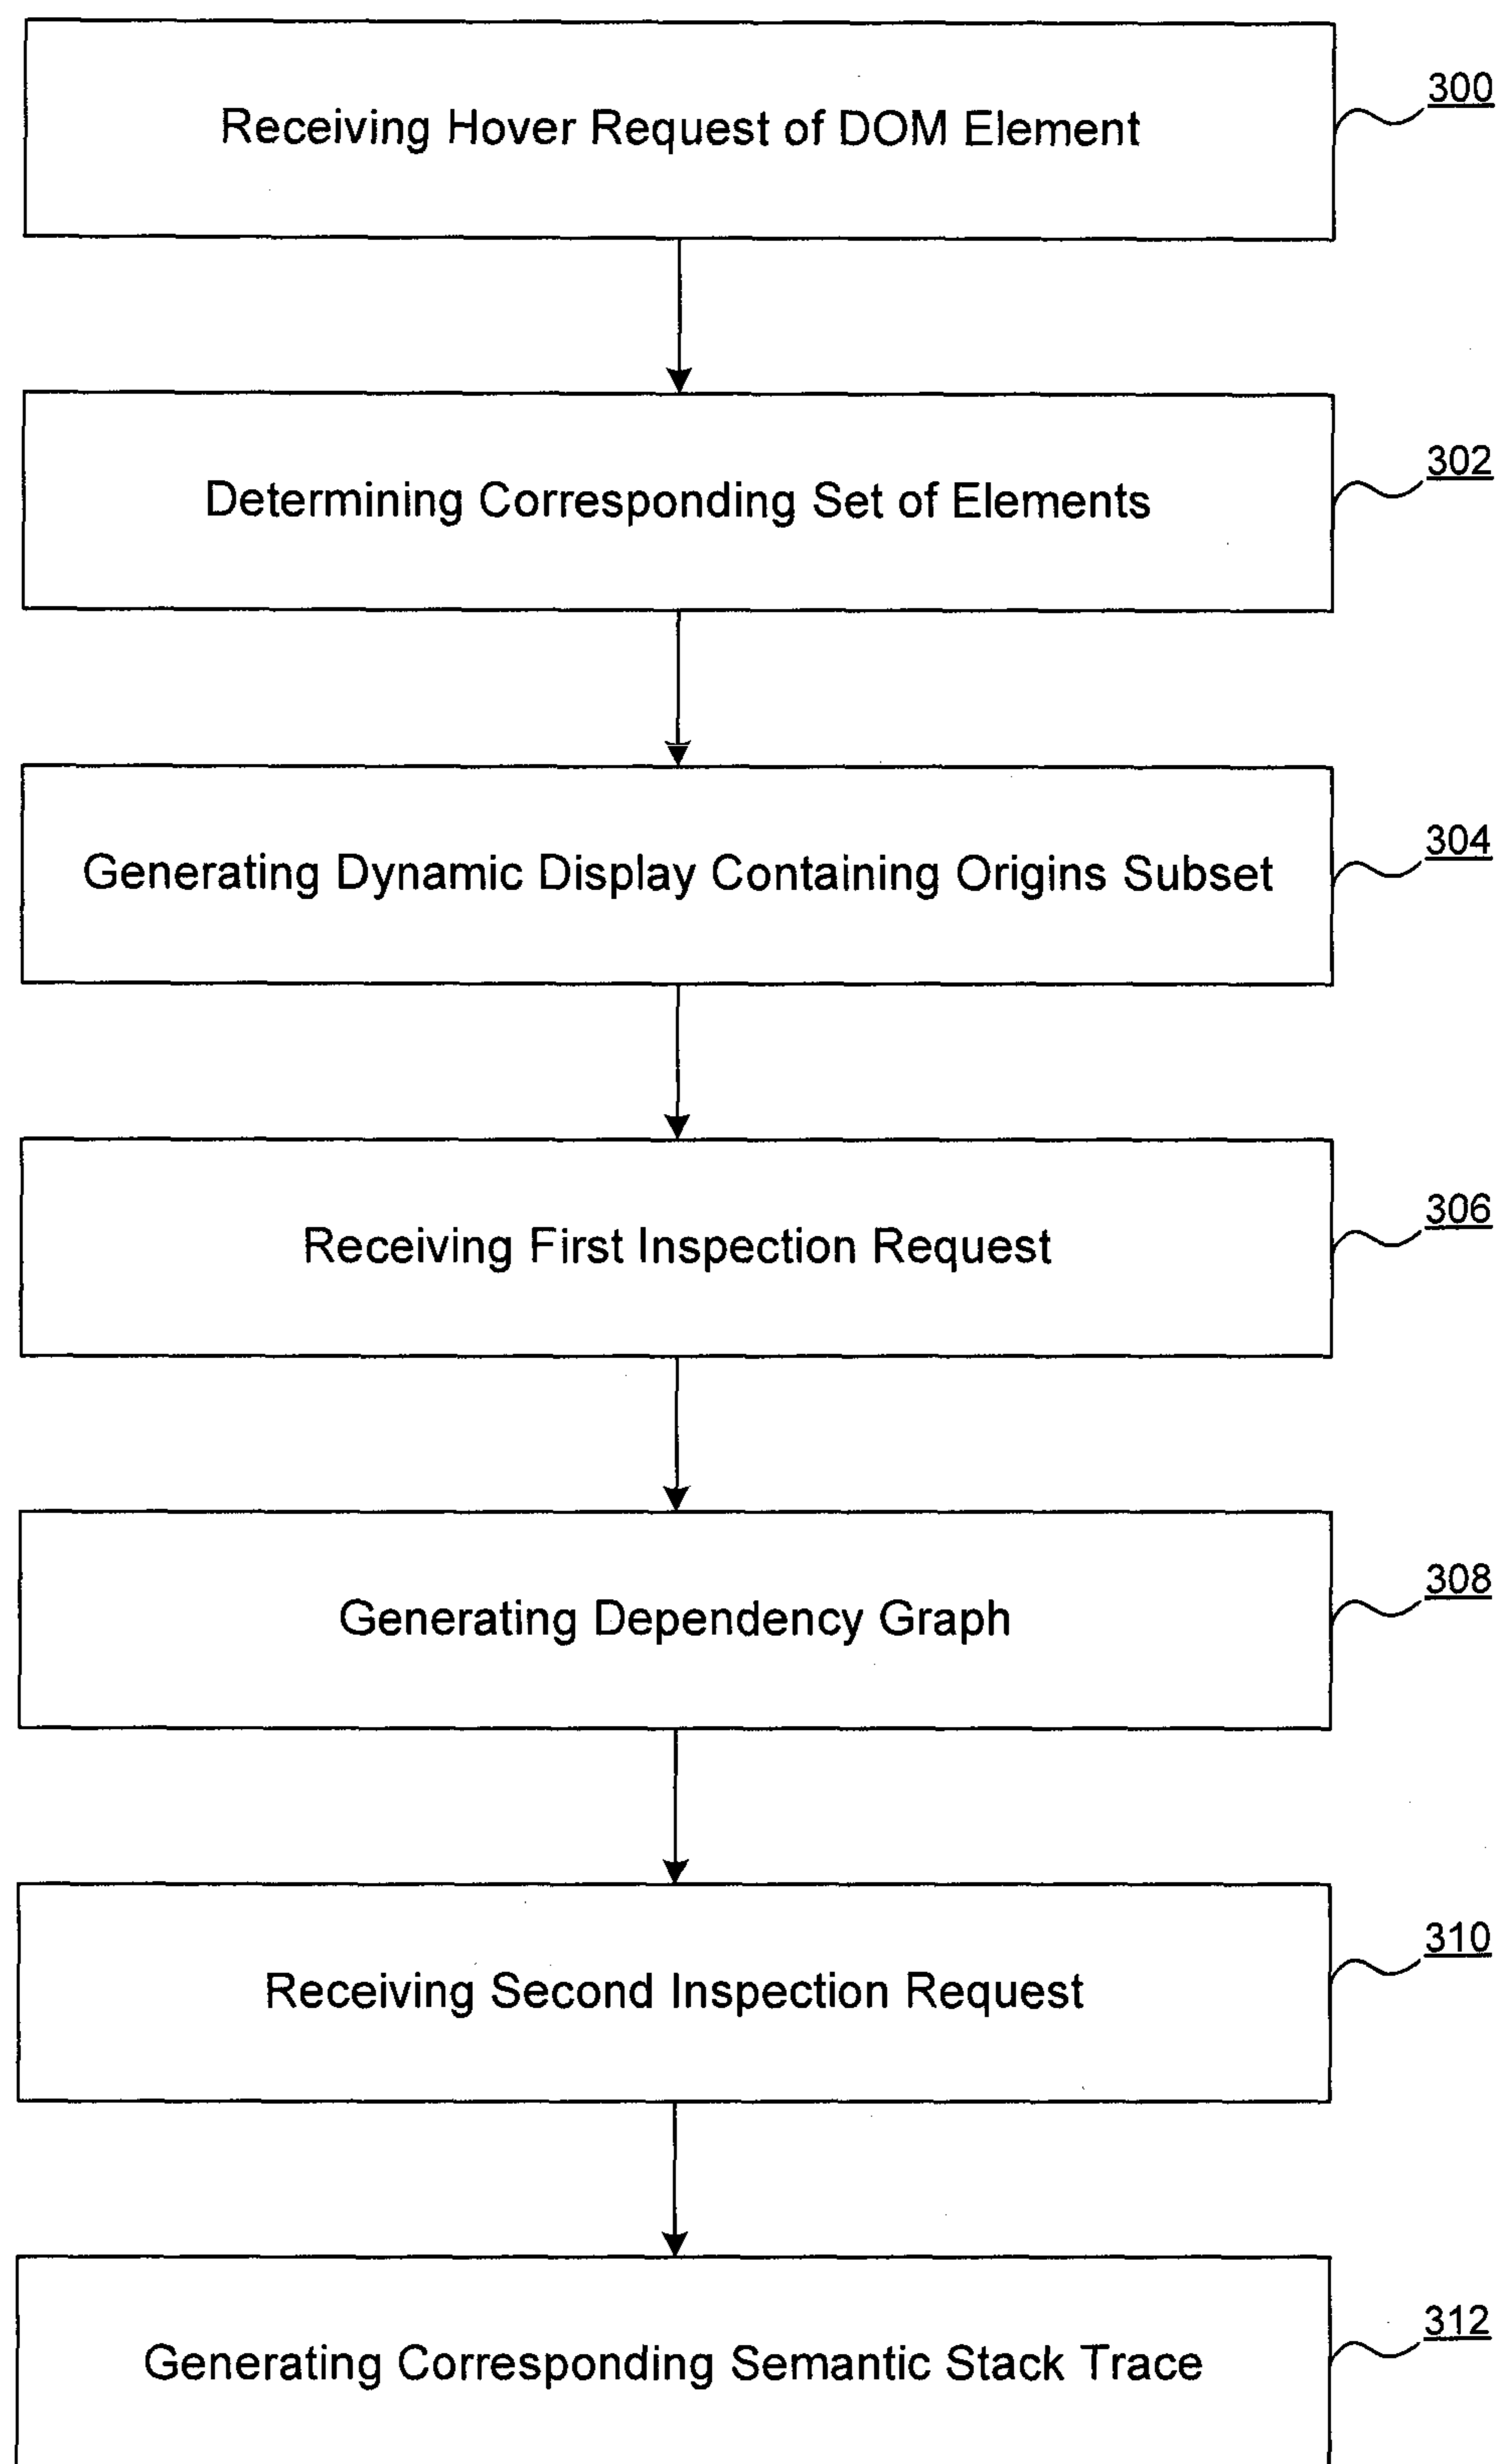 Receiving Hover Request of DOM Element
300
Determining Corresponding Set of Elements
302
Generating Dynamic Display Containing Origins Subset
304
Receiving First Inspection Request
306
Generating Dependency Graph
308
Receiving Second Inspection Request
310
Generating Corresponding Semantic Stack Trace
312